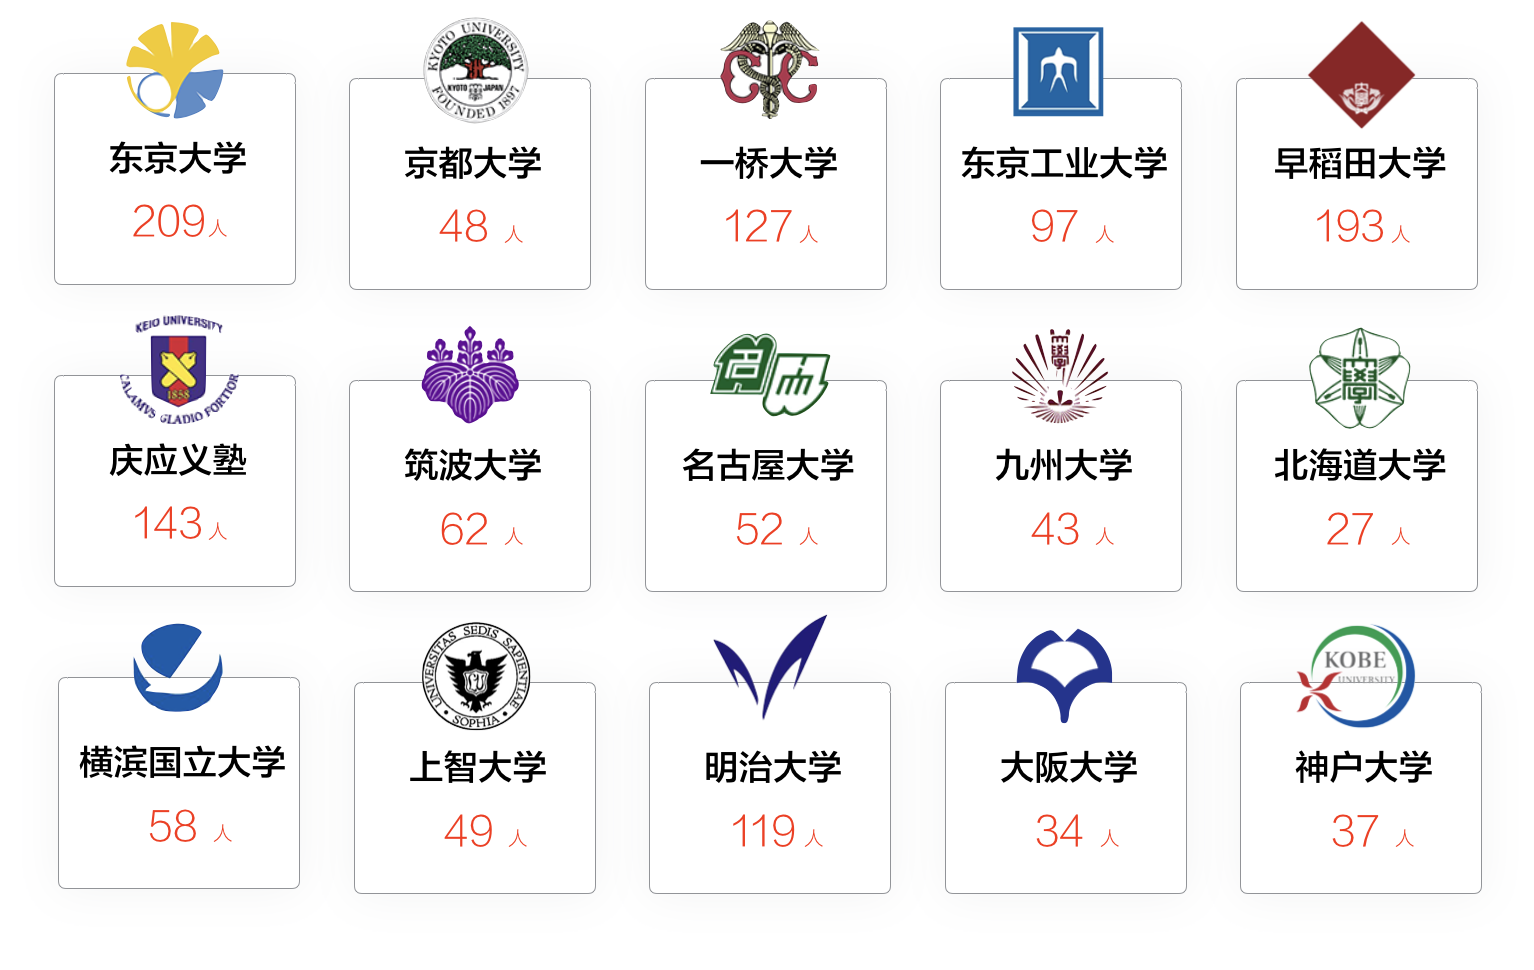 KYOTO UNIVERSITY
KYOTO JAPAN
FOUNDED 1897
东京大学
京都大学
一桥大学
东京工业大学
早稻田大学
209人
48 人
127人
97 人
193人
KEIO UNIVERSITY
1858
CALAMVS GLADIO FORTIOR
大學
庆应义塾
筑波大学
名古屋大学
九州大学
北海道大学
143人
62 人
52 人
43 人
27 人
UNIVERSITAS SEDIS SAPIENTIAE
SOPHIA
KOBE
UNIVERSITY
横滨国立大学
上智大学
明治大学
大阪大学
神户大学
58 人
49 人
119人
34 人
37 人